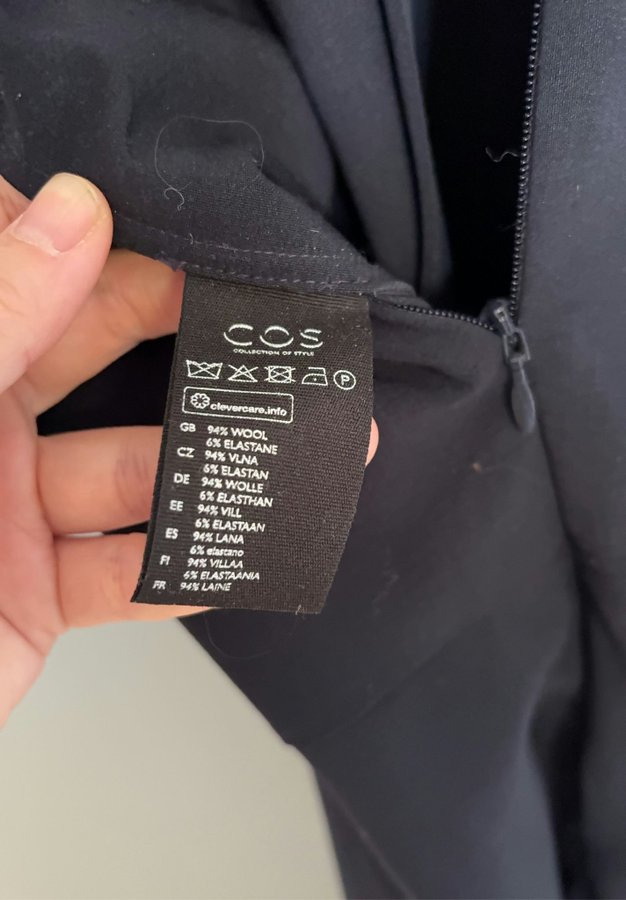 COS
COLLECTION OF STYLE
P
clevercare.info
GB 94% WOOL
6% ELASTANE
CZ 94% VLNA
6% ELASTAN
DE 94% WOLLE
6% ELASTHAN
EE 94% VILL
6% ELASTAAN
ES 94% LANA
6% elastano
FI 94% VILLAA
6% ELASTAANIA
FR 94% LAINE